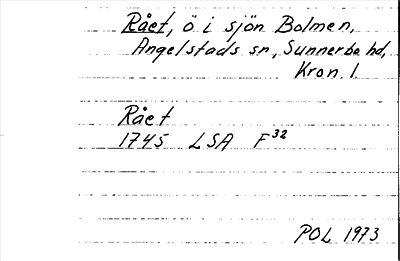 Rået, ö i sjön Bolmen,
Angelstads sn, Sunnerbo hd,
Kron. l.
Rået
1745 LSA F32
POL 1973